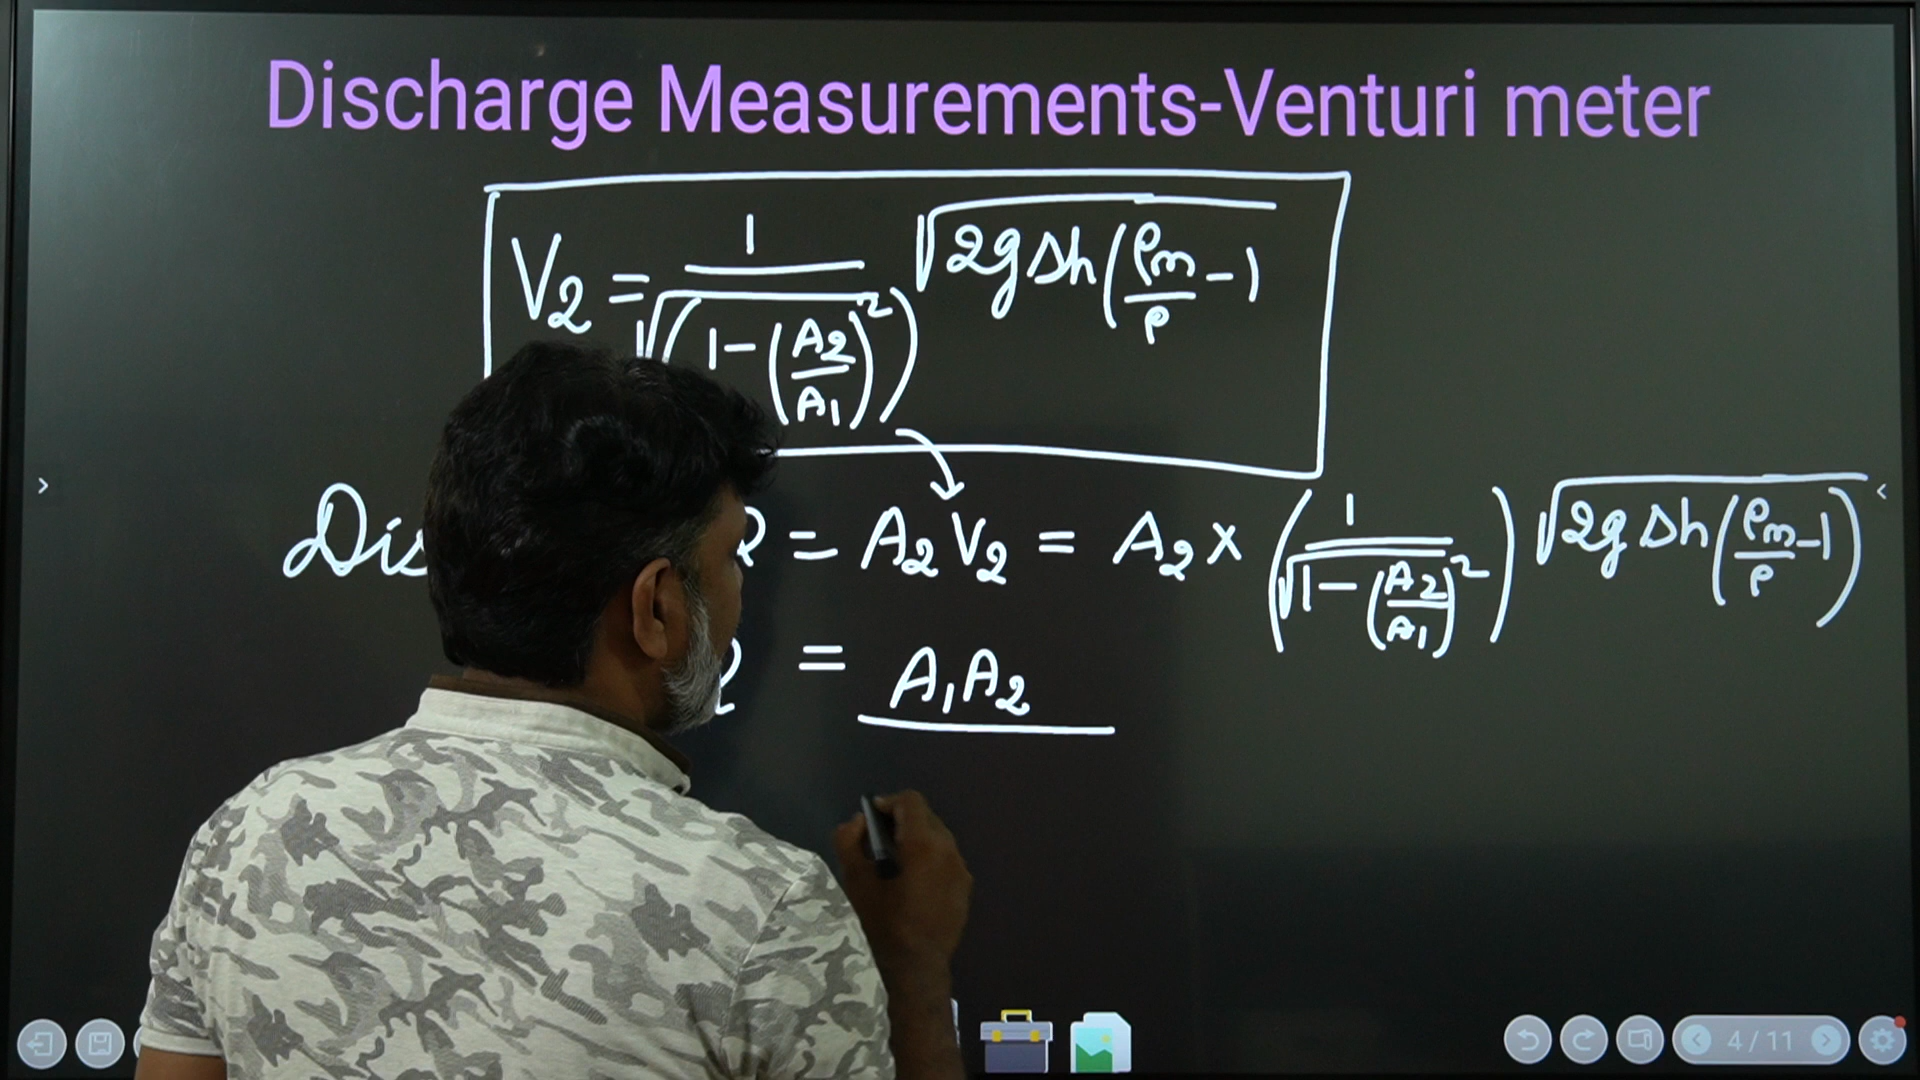 Discharge Measurements-Venturi meter
V₂ = 1/√(1-(A₂/A₁)²) √2gΔh(ρm/ρ -1
= A₂V₂ = A₂ × (1/√1-(A₂/A₁)²) √2gΔh(ρm/ρ-1)
= A₁A₂
4/11